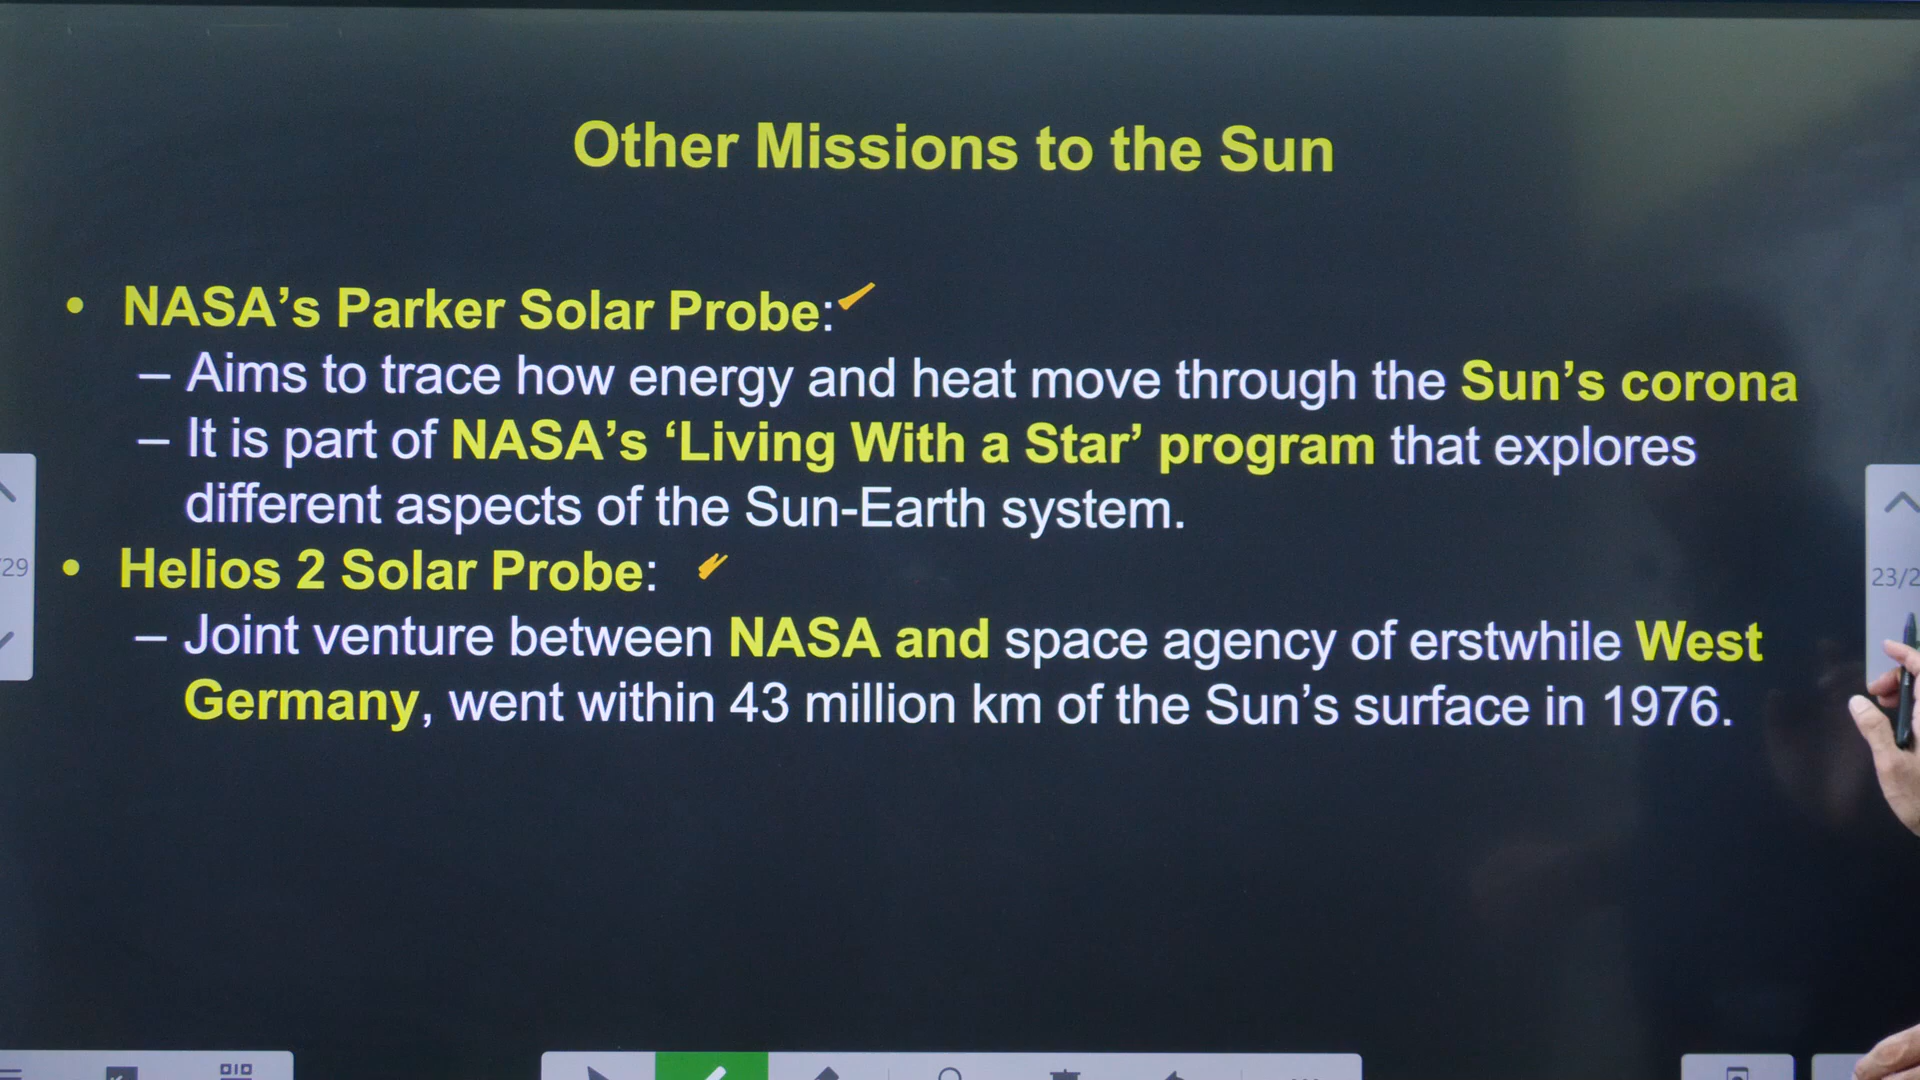 Other Missions to the Sun
• NASA’s Parker Solar Probe:
– Aims to trace how energy and heat move through the Sun’s corona
– It is part of NASA’s ‘Living With a Star’ program that explores
different aspects of the Sun-Earth system.
• Helios 2 Solar Probe:
– Joint venture between NASA and space agency of erstwhile West
Germany, went within 43 million km of the Sun’s surface in 1976.
/29
23/2